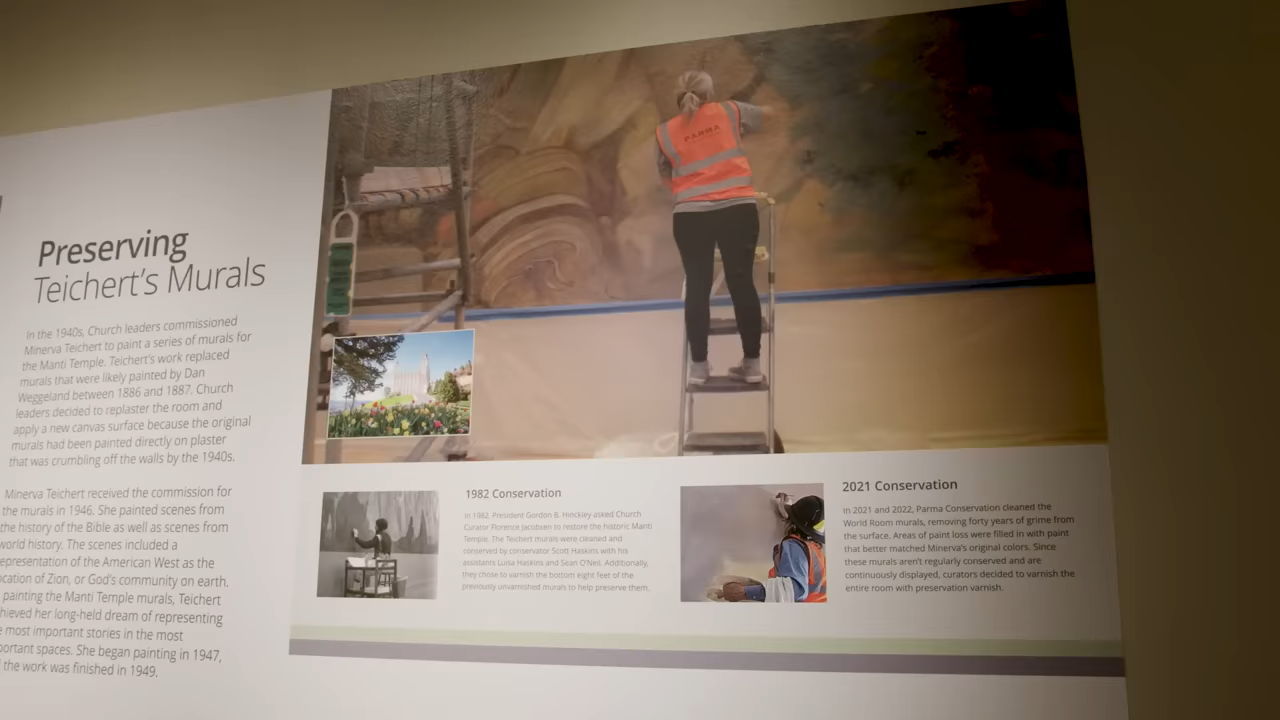 Preserving
Teichert's Murals
In the 1940s, Church leaders commissioned
Minerva Teichert to paint a series of murals for
the Manti Temple. Teichert's work replaced
murals that were likely painted by Dan
Weggeland between 1886 and 1887. Church
leaders decided to replaster the room and
apply a new canvas surface because the original
murals had been painted directly on plaster
that was crumbling off the walls by the 1940s.
Minerva Teichert received the commission for
the murals in 1946. She painted scenes from
the history of the Bible as well as scenes from
world history. The scenes included a
epresentation of the American West as the
cation of Zion, or God's community on earth.
painting the Manti Temple murals, Teichert
hieved her long-held dream of representing
most important stories in the most
portant spaces. She began painting in 1947,
the work was finished in 1949.
PARMA
1982 Conservation
In 1982, President Gordon B. Hinckley asked Church
Curator Florence Jacobsen to restore the historic Manti
Temple. The Teichert murals were cleaned and
conserved by conservator Scott Haskins with his
assistants Luisa Haskins and Sean O'Neil. Additionally,
they chose to varnish the bottom eight feet of the
previously unvarnished murals to help preserve them.
2021 Conservation
In 2021 and 2022, Parma Conservation cleaned the
World Room murals, removing forty years of grime from
the surface. Areas of paint loss were filled in with paint
that better matched Minerva's original colors. Since
these murals aren't regularly conserved and are
continuously displayed, curators decided to varnish the
entire room with preservation varnish.